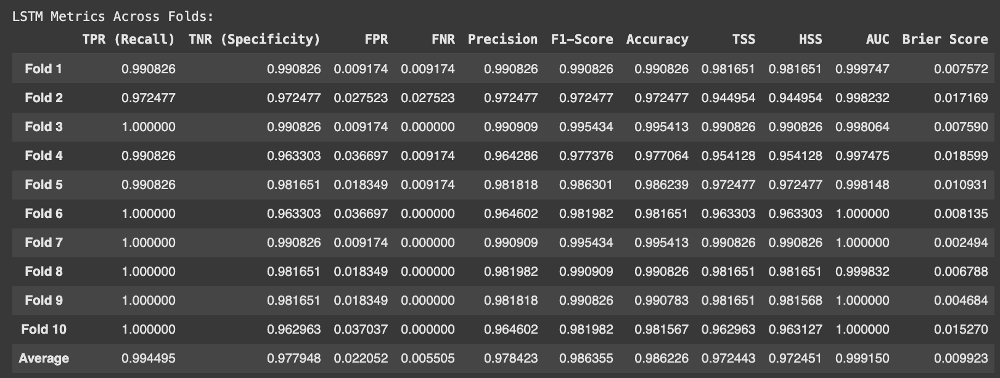 LSTM Metrics Across Folds:
TPR (Recall) TNR (Specificity) FPR FNR Precision F1-Score Accuracy TSS HSS AUC Brier Score
Fold 1 0.990826 0.990826 0.009174 0.009174 0.990826 0.990826 0.990826 0.981651 0.981651 0.999747 0.007572
Fold 2 0.972477 0.972477 0.027523 0.027523 0.972477 0.972477 0.972477 0.944954 0.944954 0.998232 0.017169
Fold 3 1.000000 0.990826 0.009174 0.000000 0.990909 0.995434 0.995413 0.990826 0.990826 0.998064 0.007590
Fold 4 0.990826 0.963303 0.036697 0.009174 0.964286 0.977376 0.977064 0.954128 0.954128 0.997475 0.018599
Fold 5 0.990826 0.981651 0.018349 0.009174 0.981818 0.986301 0.986239 0.972477 0.972477 0.998148 0.010931
Fold 6 1.000000 0.963303 0.036697 0.000000 0.964602 0.981982 0.981651 0.963303 0.963303 1.000000 0.008135
Fold 7 1.000000 0.990826 0.009174 0.000000 0.990909 0.995434 0.995413 0.990826 0.990826 1.000000 0.002494
Fold 8 1.000000 0.981651 0.018349 0.000000 0.981982 0.990909 0.990826 0.981651 0.981651 0.999832 0.006788
Fold 9 1.000000 0.981651 0.018349 0.000000 0.981818 0.990826 0.990783 0.981651 0.981568 1.000000 0.004684
Fold 10 1.000000 0.962963 0.037037 0.000000 0.964602 0.981982 0.981567 0.962963 0.963127 1.000000 0.015270
Average 0.994495 0.977948 0.022052 0.005505 0.978423 0.986355 0.986226 0.972443 0.972451 0.999150 0.009923